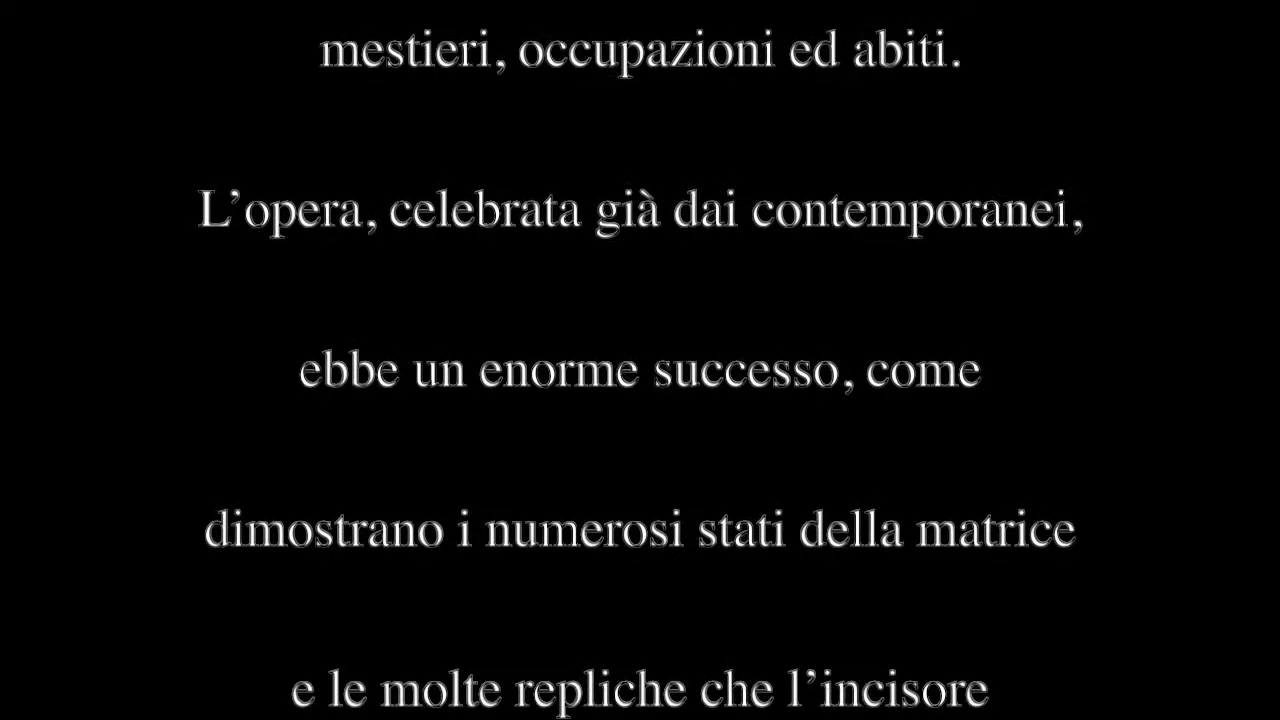 mestieri, occupazioni ed abiti.
L’opera, celebrata già dai contemporanei,
ebbe un enorme successo, come
dimostrano i numerosi stati della matrice
e le molte repliche che l’incisore